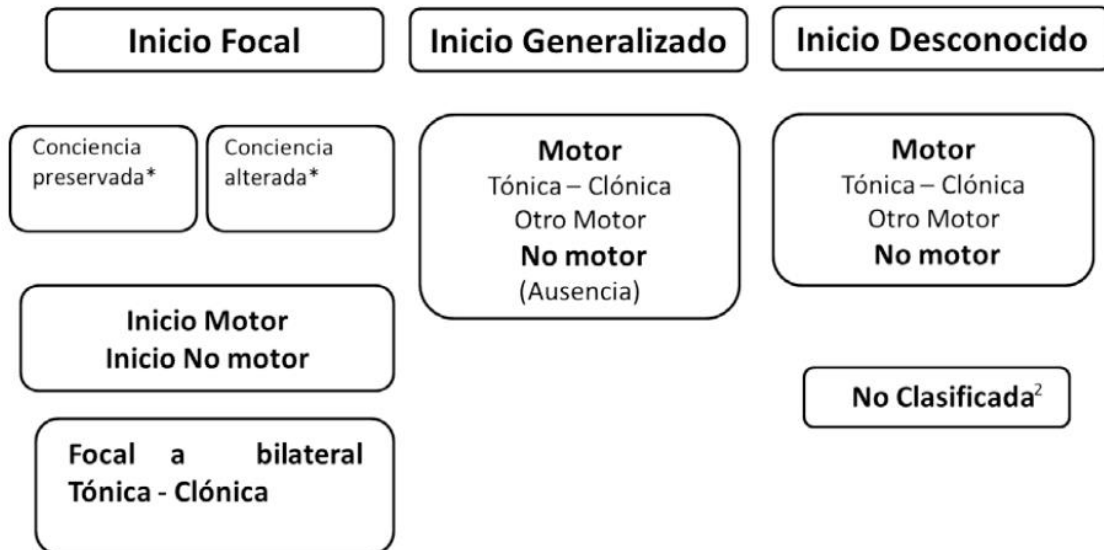 Inicio Focal
Inicio Generalizado
Inicio Desconocido
Conciencia
preservada*
Conciencia
alterada*
Inicio Motor
Inicio No motor
Focal a bilateral
Tónica - Clónica
Motor
Tónica – Clónica
Otro Motor
No motor
(Ausencia)
Motor
Tónica – Clónica
Otro Motor
No motor
No Clasificada²